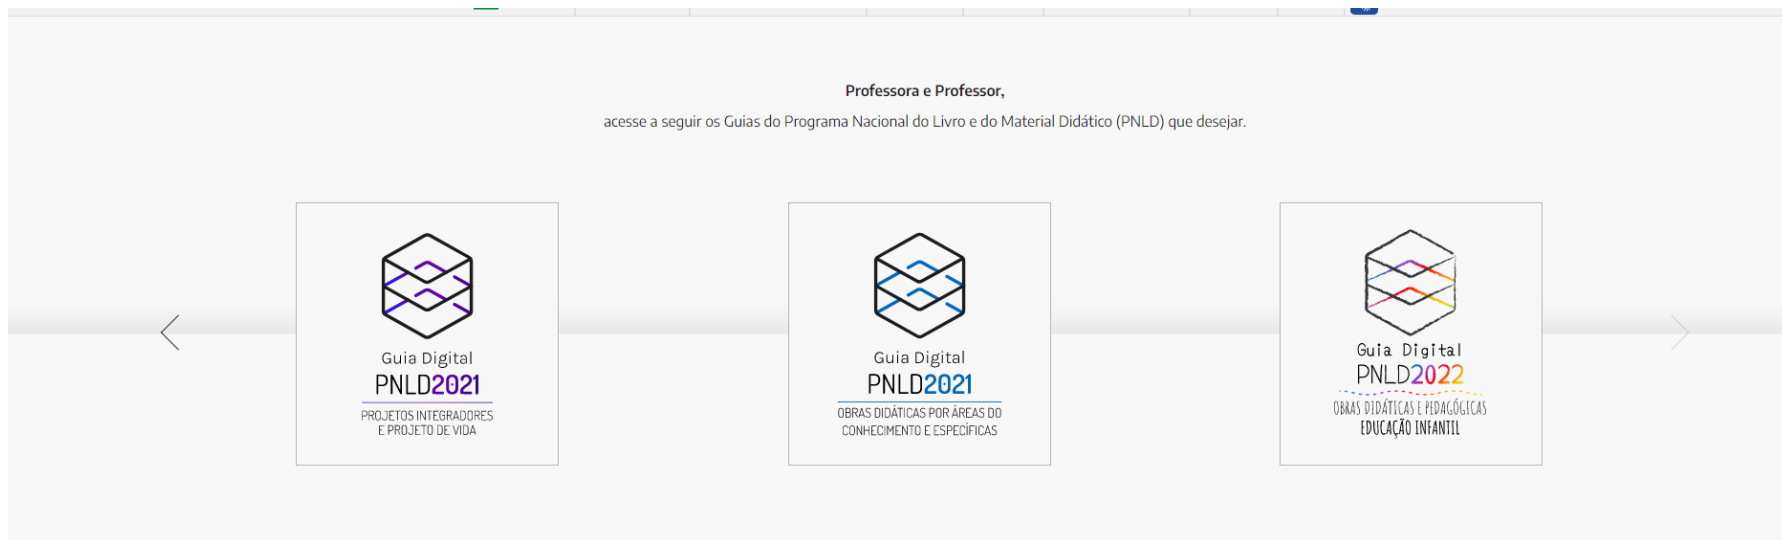 Professora e Professor,
acesse a seguir os Guias do Programa Nacional do Livro e do Material Didático (PNLD) que desejar.
Guia Digital
PNLD2021
PROJETOS INTEGRADORES
E PROJETO DE VIDA
Guia Digital
PNLD2021
OBRAS DIDÁTICAS POR ÁREAS DO
CONHECIMENTO E ESPECÍFICAS
Guia Digital
PNLD2022
OBRAS DIDÁTICAS E PEDAGÓGICAS
EDUCAÇÃO INFANTIL